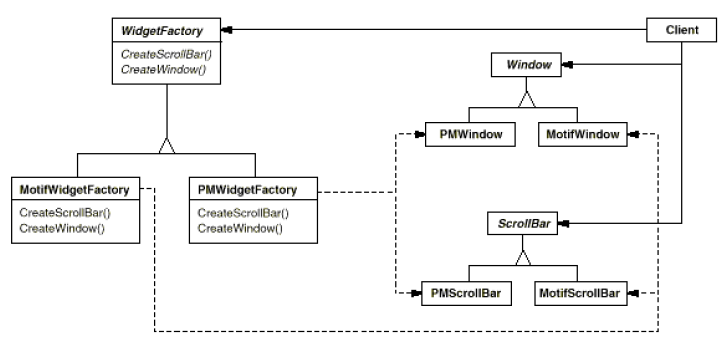 WidgetFactory
CreateScrollBar()
CreateWindow()
Client
Window
PMWindow
MotifWindow
MotifWidgetFactory
CreateScrollBar()
CreateWindow()
PMWidgetFactory
CreateScrollBar()
CreateWindow()
ScrollBar
PMScrollBar
MotifScrollBar